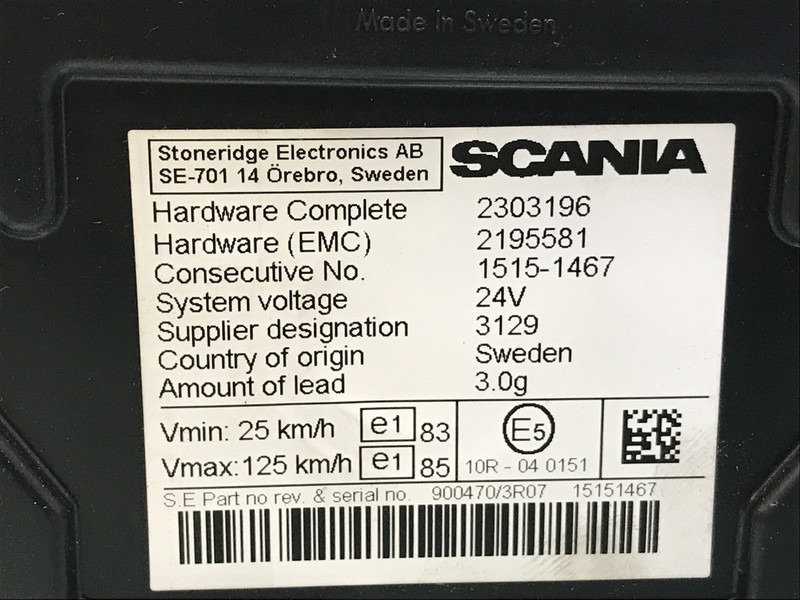 Made in Sweden
Stoneridge Electronics AB
SE-701 14 Örebro, Sweden
SCANIA
Hardware Complete 2303196
Hardware (EMC) 2195581
Consecutive No. 1515-1467
System voltage 24V
Supplier designation 3129
Country of origin Sweden
Amount of lead 3.0g
Vmin: 25 km/h e1 83
Vmax: 125 km/h e1 85
E5
10R - 04 0151
S.E Part no rev. & serial no. 900470/3R07 15151467